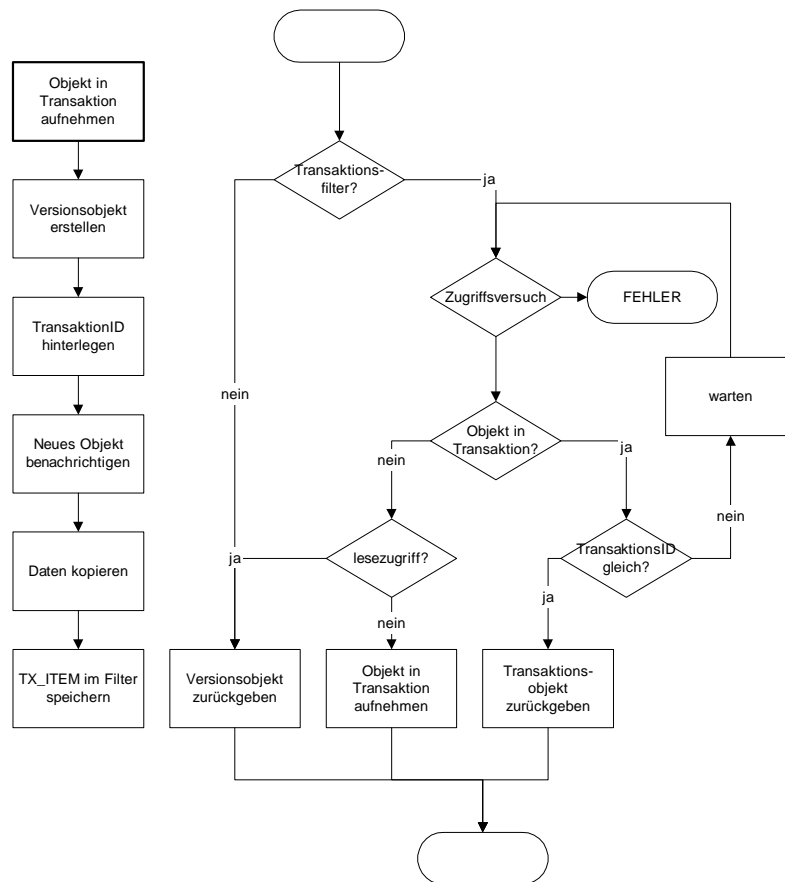 Objekt in
Transaktion
aufnehmen
Versionsobjekt
erstellen
TransaktionID
hinterlegen
Neues Objekt
benachrichtigen
Daten kopieren
TX_ITEM im Filter
speichern
Transaktions-
filter?
ja
nein
Zugriffsversuch
FEHLER
warten
Objekt in
Transaktion?
nein
ja
nein
lesezugriff?
ja
TransaktionsID
gleich?
nein
ja
Versionsobjekt
zurückgeben
Objekt in
Transaktion
aufnehmen
Transaktions-
objekt
zurückgeben